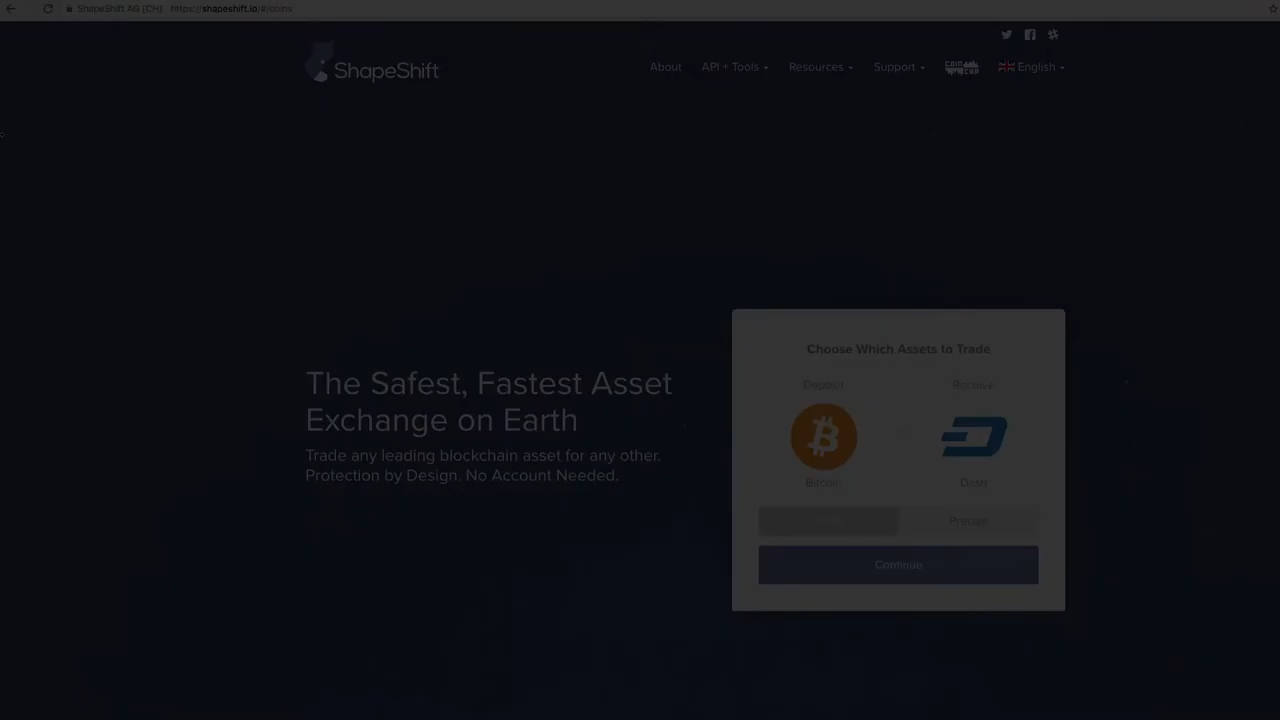 ShapeShift AG [CH]
https://shapeshift.io/#/coins
ShapeShift
About
API + Tools
Resources
Support
COIN CAP
English
Choose Which Assets to Trade
Deposit
Receive
The Safest, Fastest Asset
Exchange on Earth
Trade any leading blockchain asset for any other.
Protection by Design. No Account Needed.
Bitcoin
Dash
Precise
Continue